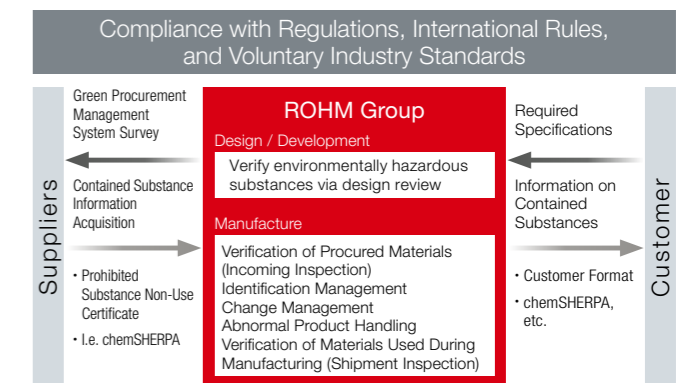 Compliance with Regulations, International Rules,
and Voluntary Industry Standards
Suppliers
Green Procurement
Management
System Survey
Contained Substance
Information
Acquisition
・Prohibited
Substance Non-Use
Certificate
・I.e. chemSHERPA
ROHM Group
Design / Development
Verify environmentally hazardous
substances via design review
Manufacture
Verification of Procured Materials
(Incoming Inspection)
Identification Management
Change Management
Abnormal Product Handling
Verification of Materials Used During
Manufacturing (Shipment Inspection)
Required
Specifications
Information on
Contained
Substances
・Customer Format
・chemSHERPA,
etc.
Customer